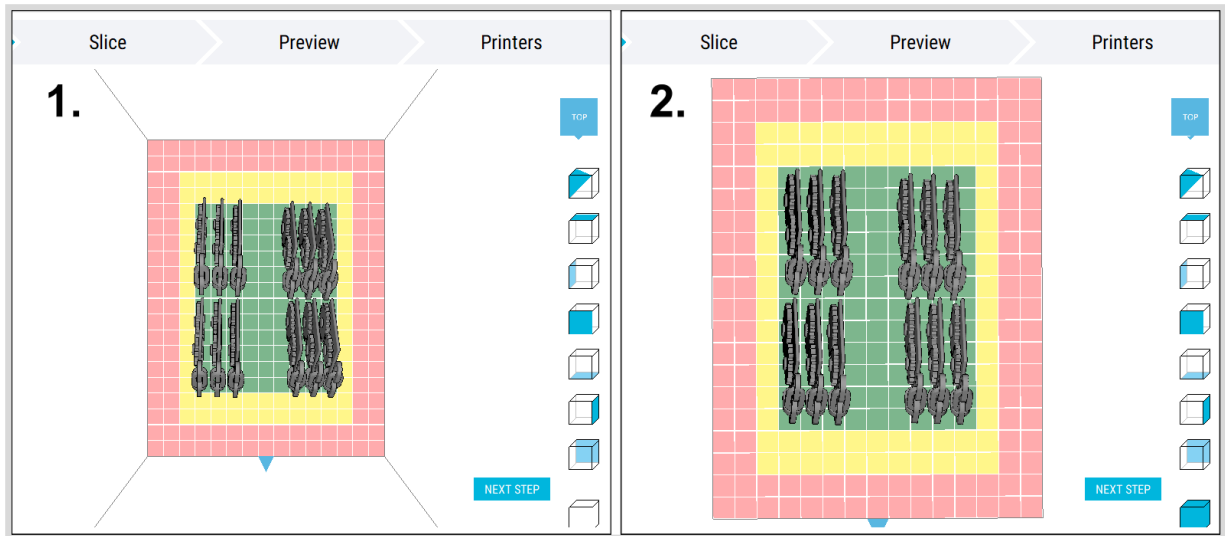 Slice Preview Printers
1.
TOP
NEXT STEP
Slice Preview Printers
2.
TOP
NEXT STEP